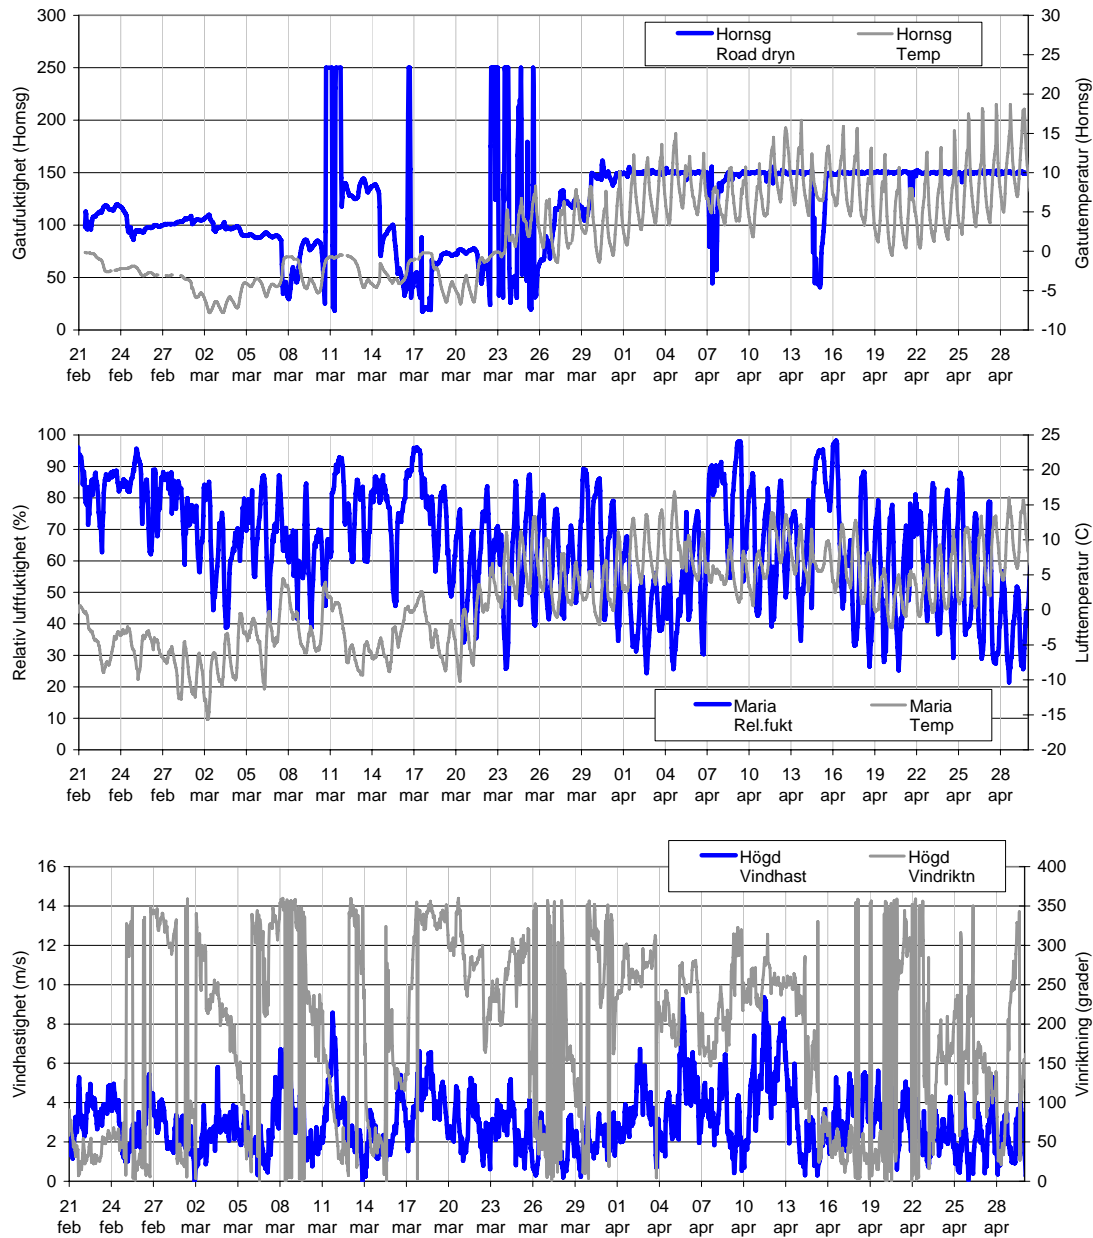 Hornsg
Road dryn
Hornsg
Temp
Gatufuktighet (Hornsg)
Gatutemperatur (Hornsg)
300
250
200
150
100
50
0
30
25
20
15
10
5
0
-5
-10
21 24 27 02 05 08 11 14 17 20 23 26 29 01 04 07 10 13 16 19 22 25 28
feb feb feb mar mar mar mar mar mar mar mar mar mar apr apr apr apr apr apr apr apr apr apr
Relativ luftfuktighet (%)
Lufttemperatur (C)
100
90
80
70
60
50
40
30
20
10
0
25
20
15
10
5
0
-5
-10
-15
-20
Maria
Rel.fukt
Maria
Temp
21 24 27 02 05 08 11 14 17 20 23 26 29 01 04 07 10 13 16 19 22 25 28
feb feb feb mar mar mar mar mar mar mar mar mar mar apr apr apr apr apr apr apr apr apr apr
Högd
Vindhast
Högd
Vindriktn
Vindhastighet (m/s)
Vinriktning (grader)
16
14
12
10
8
6
4
2
0
400
350
300
250
200
150
100
50
0
21 24 27 02 05 08 11 14 17 20 23 26 29 01 04 07 10 13 16 19 22 25 28
feb feb feb mar mar mar mar mar mar mar mar mar mar apr apr apr apr apr apr apr apr apr apr